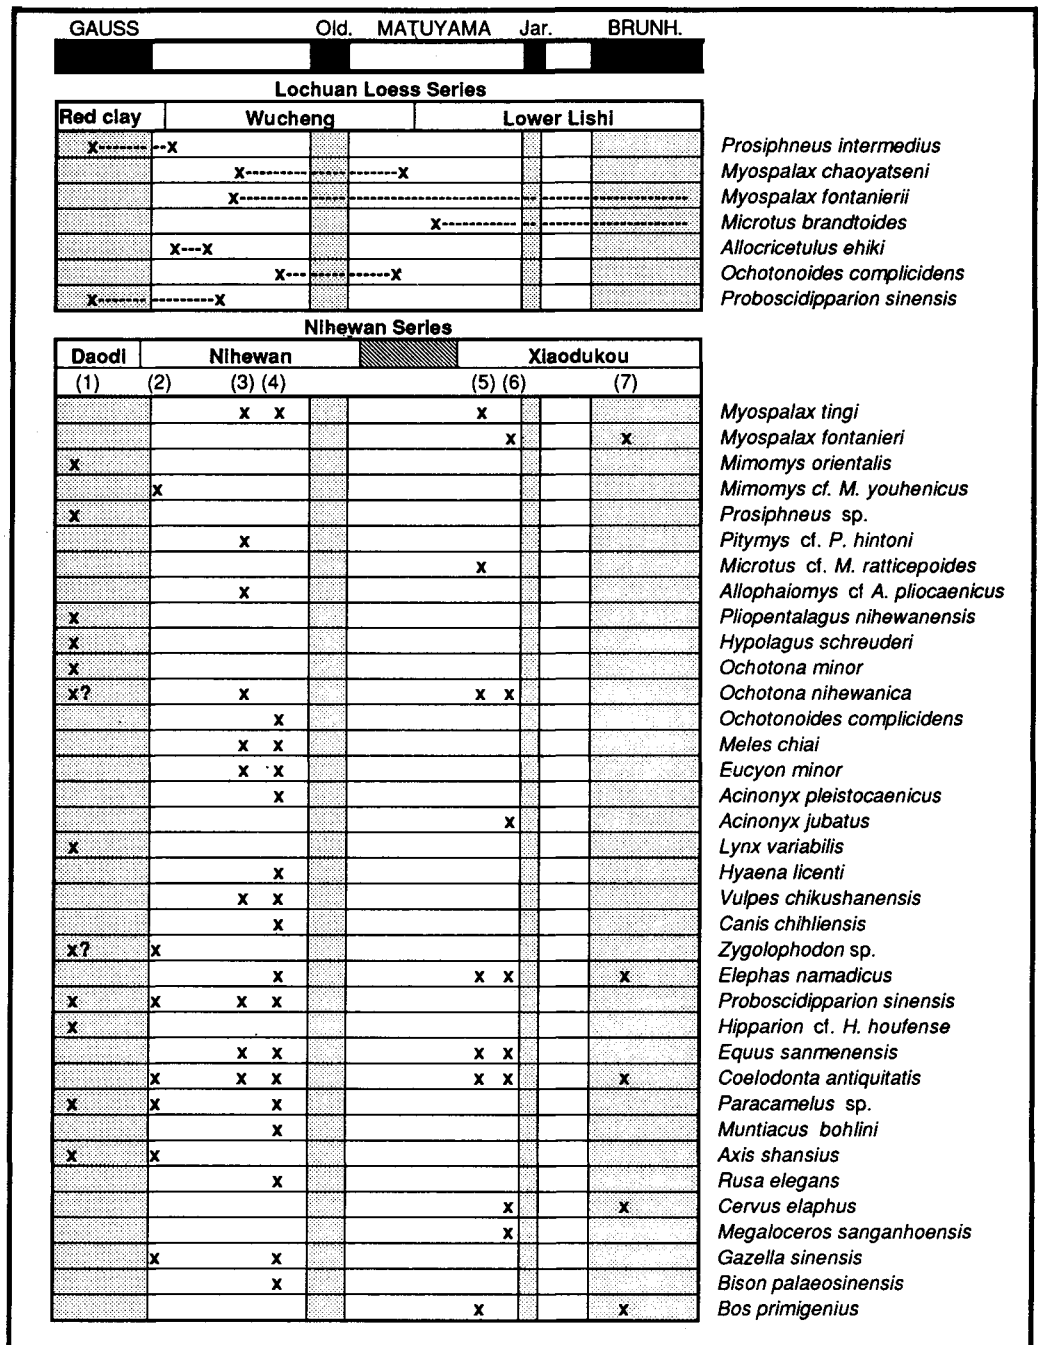 GAUSS Old. MATUYAMA Jar. BRUNH.
Lochuan Loess Series
Red clay Wucheng Lower Lishi
x--------x Prosiphneus intermedius
x----------------x Myospalax chaoyatseni
x---------------- Myospalax fontanierii
x---------------- Microtus brandtoides
x---x Allocricetulus ehiki
x------------x Ochotonoides complicidens
x--------------x Proboscidipparion sinensis
Nihewan Series
Daodi Nihewan Xiaodukou
(1) (2) (3) (4) (5) (6) (7)
x x x Myospalax tingi
x x Myospalax fontanieri
x Mimomys orientalis
x Mimomys cf. M. youhenicus
x Prosiphneus sp.
x Pitymys cf. P. hintoni
x Microtus cf. M. ratticepoides
x Allophaiomys cf A. pliocaenicus
x Pliopentalagus nihewanensis
x Hypolagus schreuderi
x Ochotona minor
x? x x x Ochotona nihewanica
x Ochotonoides complicidens
x x Meles chiai
x x Eucyon minor
x Acinonyx pleistocaenicus
x Acinonyx jubatus
x Lynx variabilis
x Hyaena licenti
x x Vulpes chikushanensis
x Canis chihliensis
x? x Zygolophodon sp.
x x x x Elephas namadicus
x x x x Proboscidipparion sinensis
x Hipparion cf. H. houfense
x x x x Equus sanmenensis
x x x x x x Coelodonta antiquitatis
x x x Paracamelus sp.
x Muntiacus bohlini
x x Axis shansius
x Rusa elegans
x x Cervus elaphus
x Megaloceros sanganhoensis
x x Gazella sinensis
x Bison palaeosinensis
x x Bos primigenius